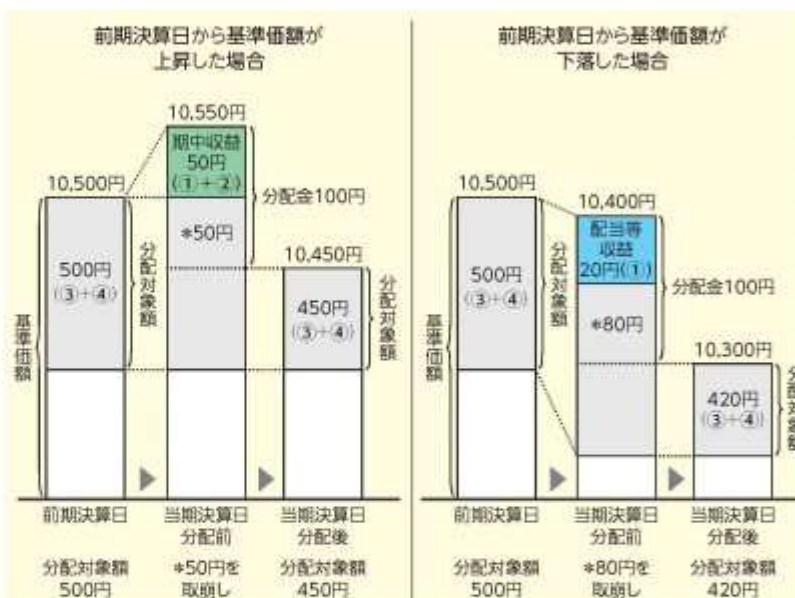 前期決算日から基準価額が
上昇した場合
10,550円
期中収益
50円
(①+②)
10,500円
分配金100円
*50円
10,450円
500円
(③+④)
分配対象額
450円
(③+④)
分配対象額
基準価額
前期決算日
当期決算日
分配前
当期決算日
分配後
分配対象額
500円
*50円を
取崩し
分配対象額
450円
前期決算日から基準価額が
下落した場合
10,500円
10,400円
配当等
収益
20円(①)
分配金100円
500円
(③+④)
分配対象額
*80円
10,300円
420円
(③+④)
分配対象額
基準価額
前期決算日
当期決算日
分配前
当期決算日
分配後
分配対象額
500円
*80円を
取崩し
分配対象額
420円